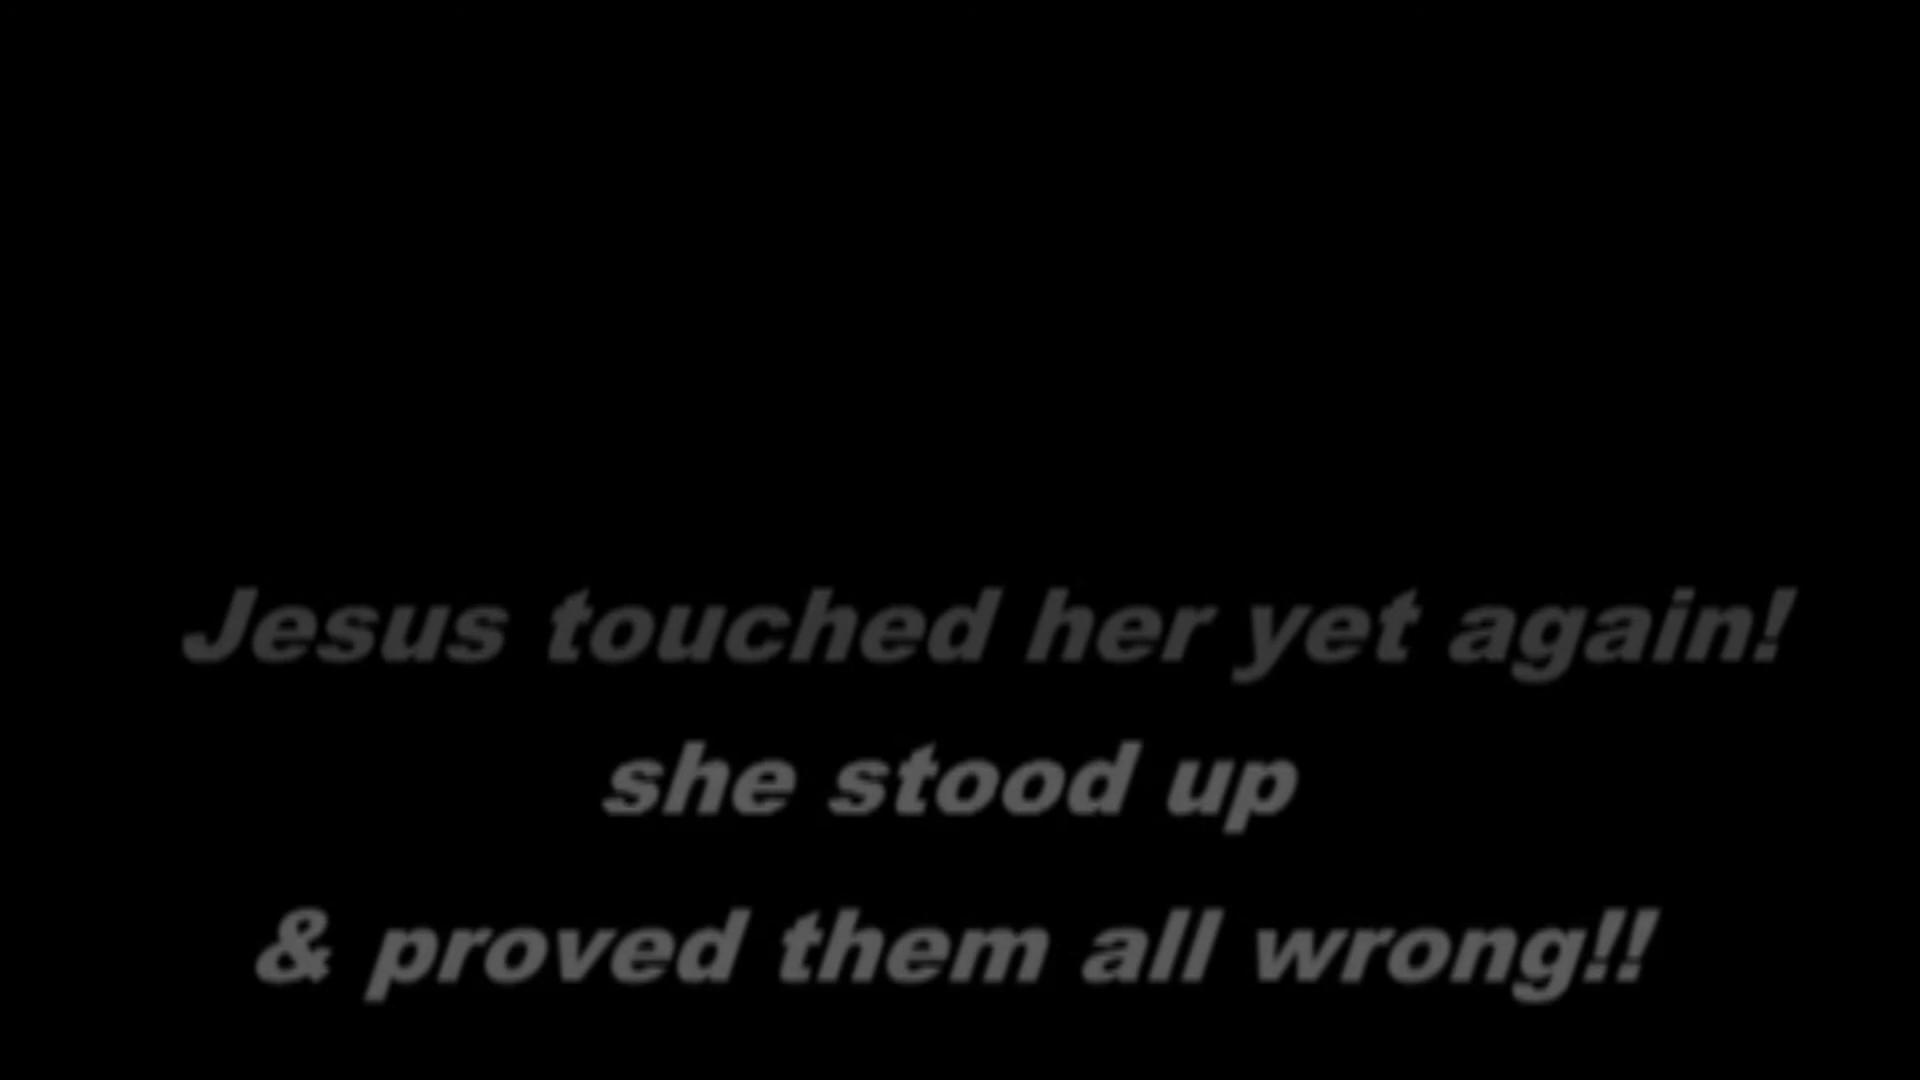 Jesus touched her yet again!
she stood up
& proved them all wrong!!